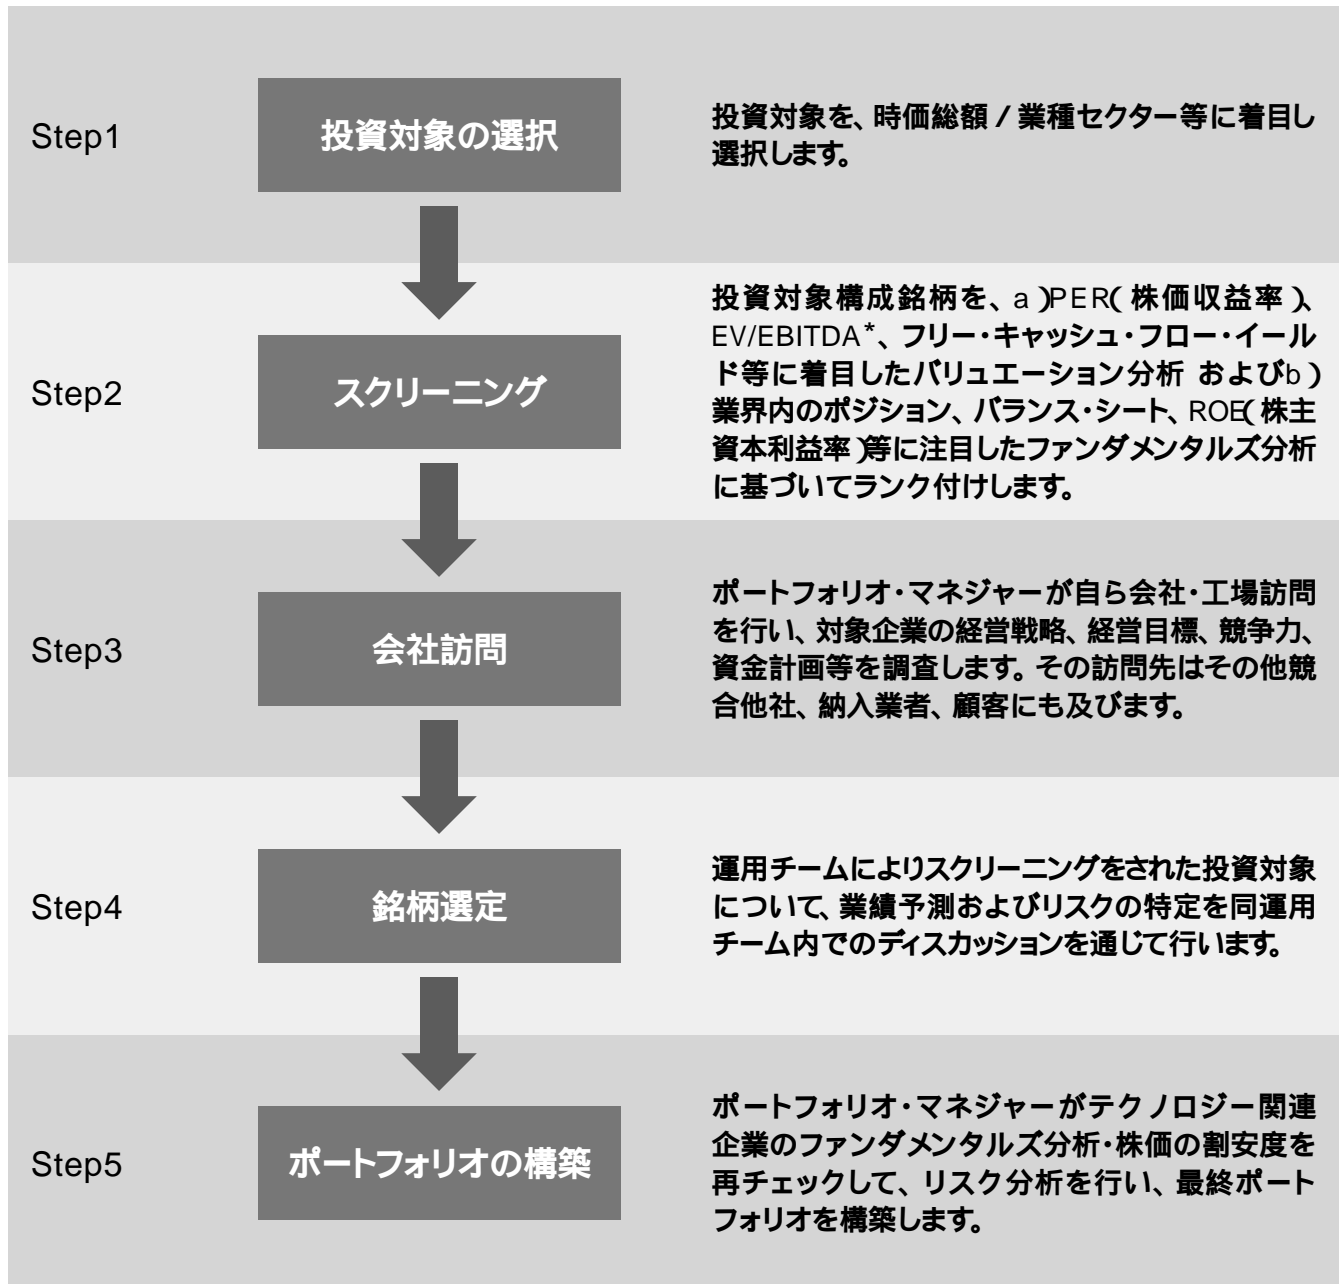 Step1
投資対象の選択
投資対象を、時価総額/業種セクター等に着目し
選択します。
Step2
スクリーニング
投資対象構成銘柄を、a)PER(株価収益率)、
EV/EBITDA*、フリー・キャッシュ・フロー・イール
ド等に着目したバリュエーション分析 およびb)
業界内のポジション、バランス・シート、ROE(株主
資本利益率)等に注目したファンダメンタルズ分析
に基づいてランク付けします。
Step3
会社訪問
ポートフォリオ・マネジャーが自ら会社・工場訪問
を行い、対象企業の経営戦略、経営目標、競争力、
資金計画等を調査します。その訪問先はその他競
合他社、納入業者、顧客にも及びます。
Step4
銘柄選定
運用チームによりスクリーニングをされた投資対象
について、業績予測およびリスクの特定を同運用
チーム内でのディスカッションを通じて行います。
Step5
ポートフォリオの構築
ポートフォリオ・マネジャーがテクノロジー関連
企業のファンダメンタルズ分析・株価の割安度を
再チェックして、リスク分析を行い、最終ポート
フォリオを構築します。